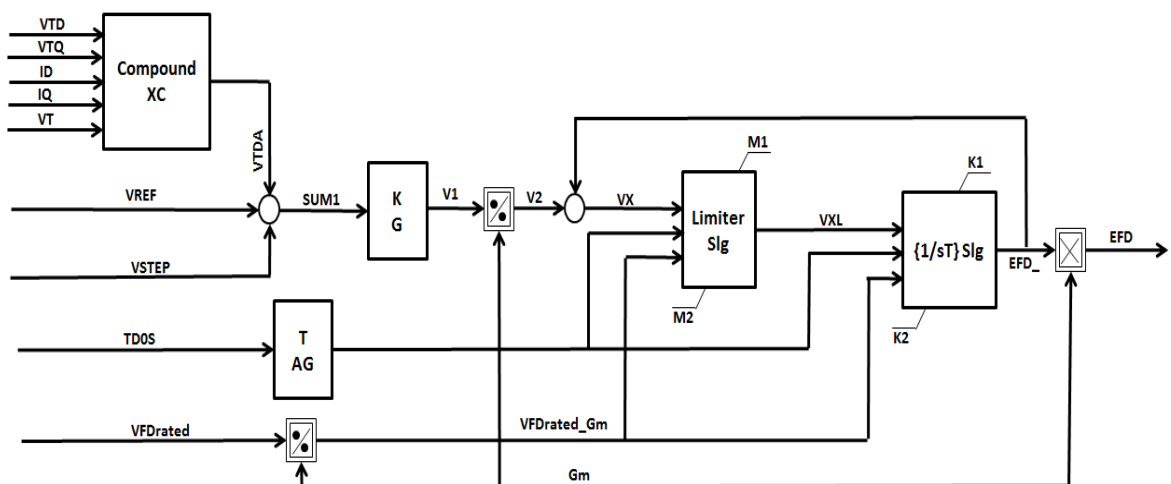 VTD
VTQ
ID
IQ
VT
Compound
XC
VTDA
VREF
VSTEP
SUM1
K
G
V1
V2
VX
M1
Limiter
Slg
M2
VXL
K1
{1/sT} Slg
K2
EFD_
EFD
TD0S
T
AG
VFDrated
VFDrated_Gm
Gm